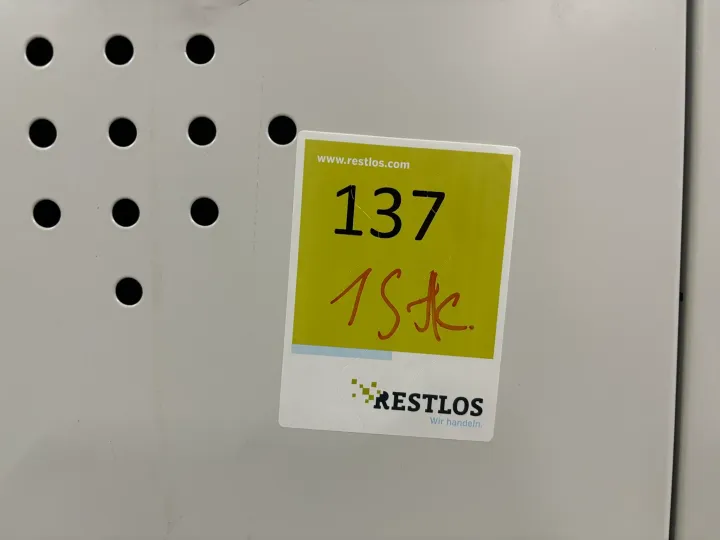 www.restlos.com
137
1 Stk.
RESTLOS
Wir handeln.